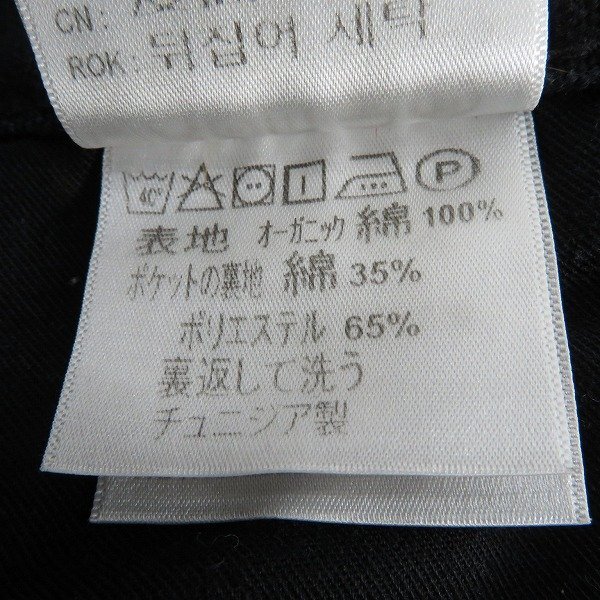 CN:
ROK: 뒤집어 세탁
40° P
表地 オーガニック 綿 100%
ポケットの裏地 綿 35%
ポリエステル 65%
裏返して洗う
チュニジア製